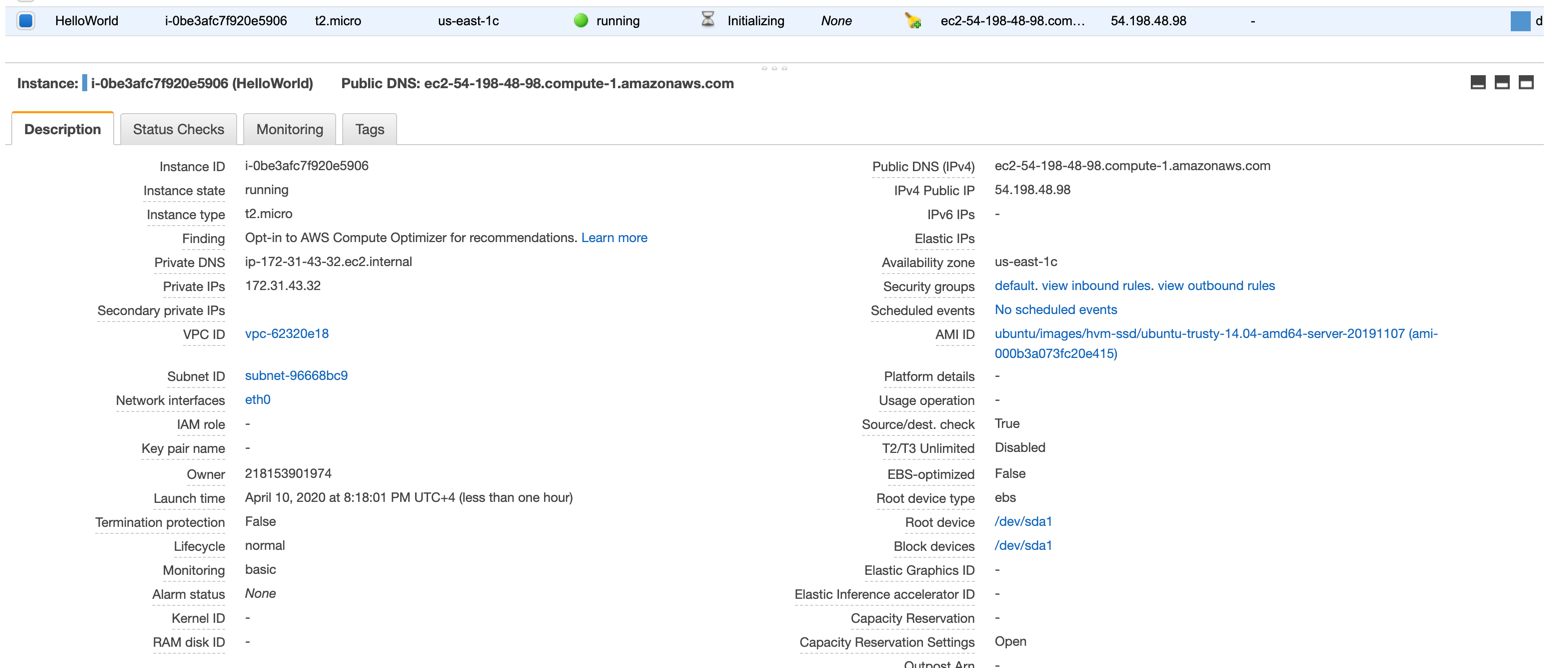 HelloWorld i-0be3afc7f920e5906 t2.micro us-east-1c running Initializing None ec2-54-198-48-98.com... 54.198.48.98 - d
Instance: i-0be3afc7f920e5906 (HelloWorld) Public DNS: ec2-54-198-48-98.compute-1.amazonaws.com
Description Status Checks Monitoring Tags
Instance ID i-0be3afc7f920e5906
Instance state running
Instance type t2.micro
Finding Opt-in to AWS Compute Optimizer for recommendations. Learn more
Private DNS ip-172-31-43-32.ec2.internal
Private IPs 172.31.43.32
Secondary private IPs
VPC ID vpc-62320e18
Subnet ID subnet-96668bc9
Network interfaces eth0
IAM role -
Key pair name -
Owner 218153901974
Launch time April 10, 2020 at 8:18:01 PM UTC+4 (less than one hour)
Termination protection False
Lifecycle normal
Monitoring basic
Alarm status None
Kernel ID -
RAM disk ID -
Public DNS (IPv4) ec2-54-198-48-98.compute-1.amazonaws.com
IPv4 Public IP 54.198.48.98
IPv6 IPs -
Elastic IPs
Availability zone us-east-1c
Security groups default. view inbound rules. view outbound rules
Scheduled events No scheduled events
AMI ID ubuntu/images/hvm-ssd/ubuntu-trusty-14.04-amd64-server-20191107 (ami-
000b3a073fc20e415)
Platform details -
Usage operation -
Source/dest. check True
T2/T3 Unlimited Disabled
EBS-optimized False
Root device type ebs
Root device /dev/sda1
Block devices /dev/sda1
Elastic Graphics ID -
Elastic Inference accelerator ID -
Capacity Reservation -
Capacity Reservation Settings Open
Outpost Arn -